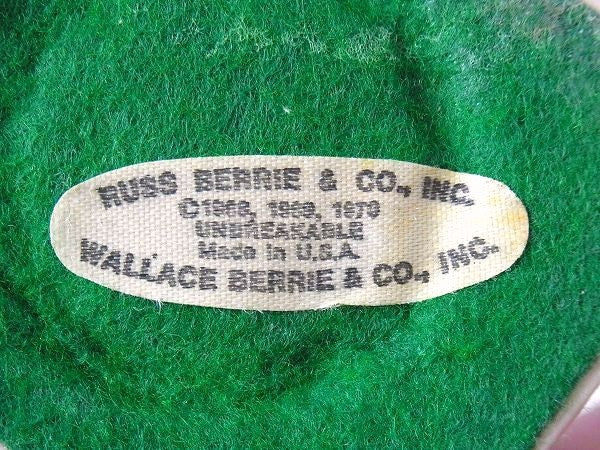 RUSS BERRIE & CO., INC.
©1968, 1969, 1970
UNBREAKABLE
Made in U.S.A.
WALLACE BERRIE & CO., INC.